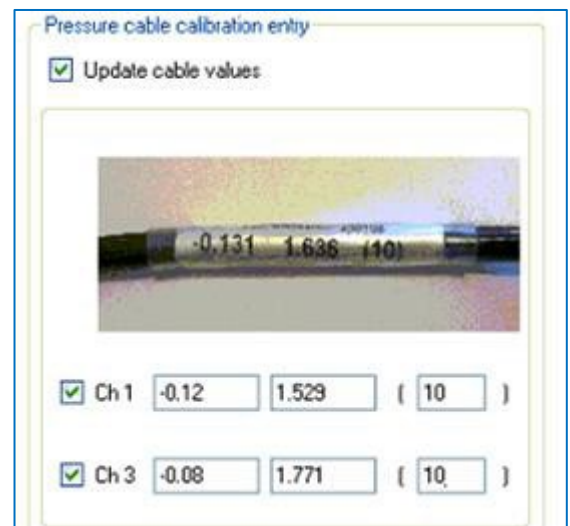 Pressure cable calibration entry
Update cable values
-0.131 1.636 (10)
Ch 1 -0.12 1.529 ( 10 )
Ch 3 -0.08 1.771 ( 10 )